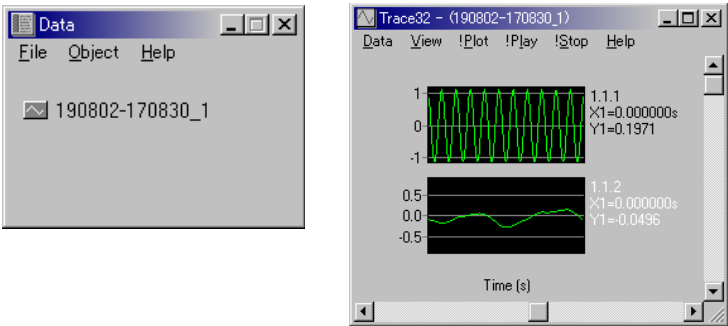 Data
File Object Help
190802-170830_1
Trace32 - (190802-170830_1)
Data View !Plot !Play !Stop Help
1
0
-1
1.1.1
X1=0.000000s
Y1=0.1971
0.5
0.0
-0.5
1.1.2
X1=0.000000s
Y1=-0.0496
Time (s)